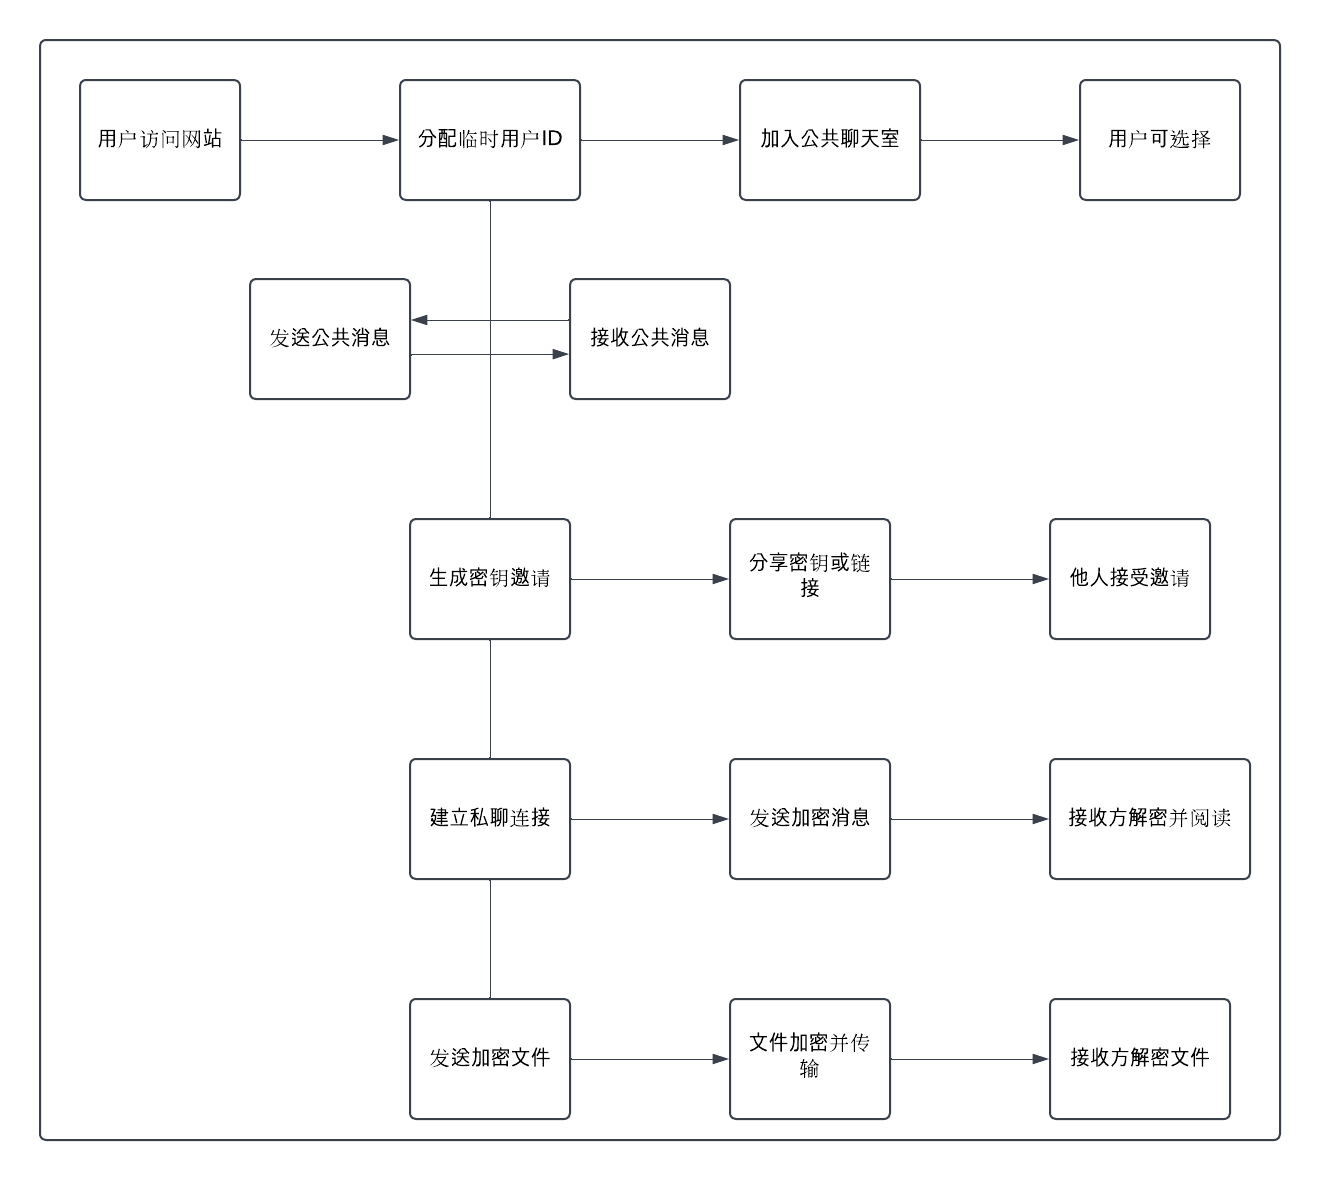 用户访问网站
分配临时用户ID
加入公共聊天室
用户可选择
发送公共消息
接收公共消息
生成密钥邀请
分享密钥或链
接
他人接受邀请
建立私聊连接
发送加密消息
接收方解密并阅读
发送加密文件
文件加密并传
输
接收方解密文件